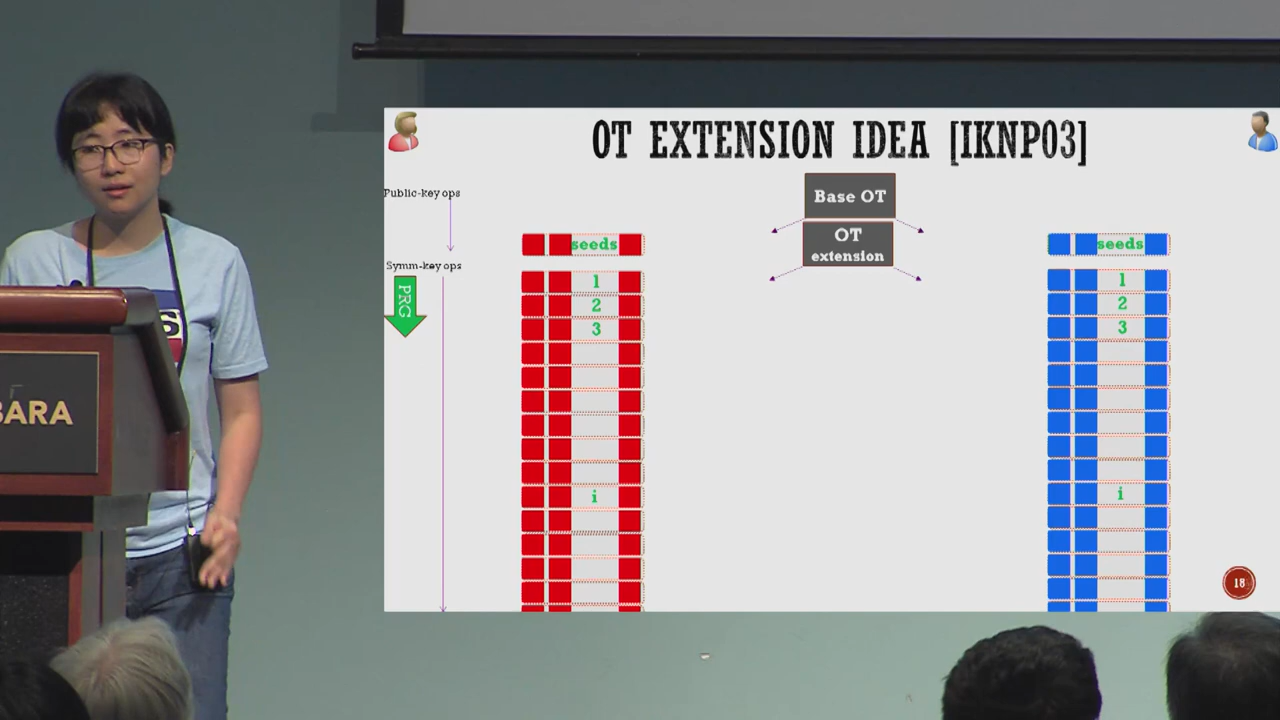 OT EXTENSION IDEA [IKNP03]
Public-key ops
Base OT
seeds
seeds
OT
extension
Symm-key ops
PRG
1
2
3
i
1
2
3
i
18
BARA
S